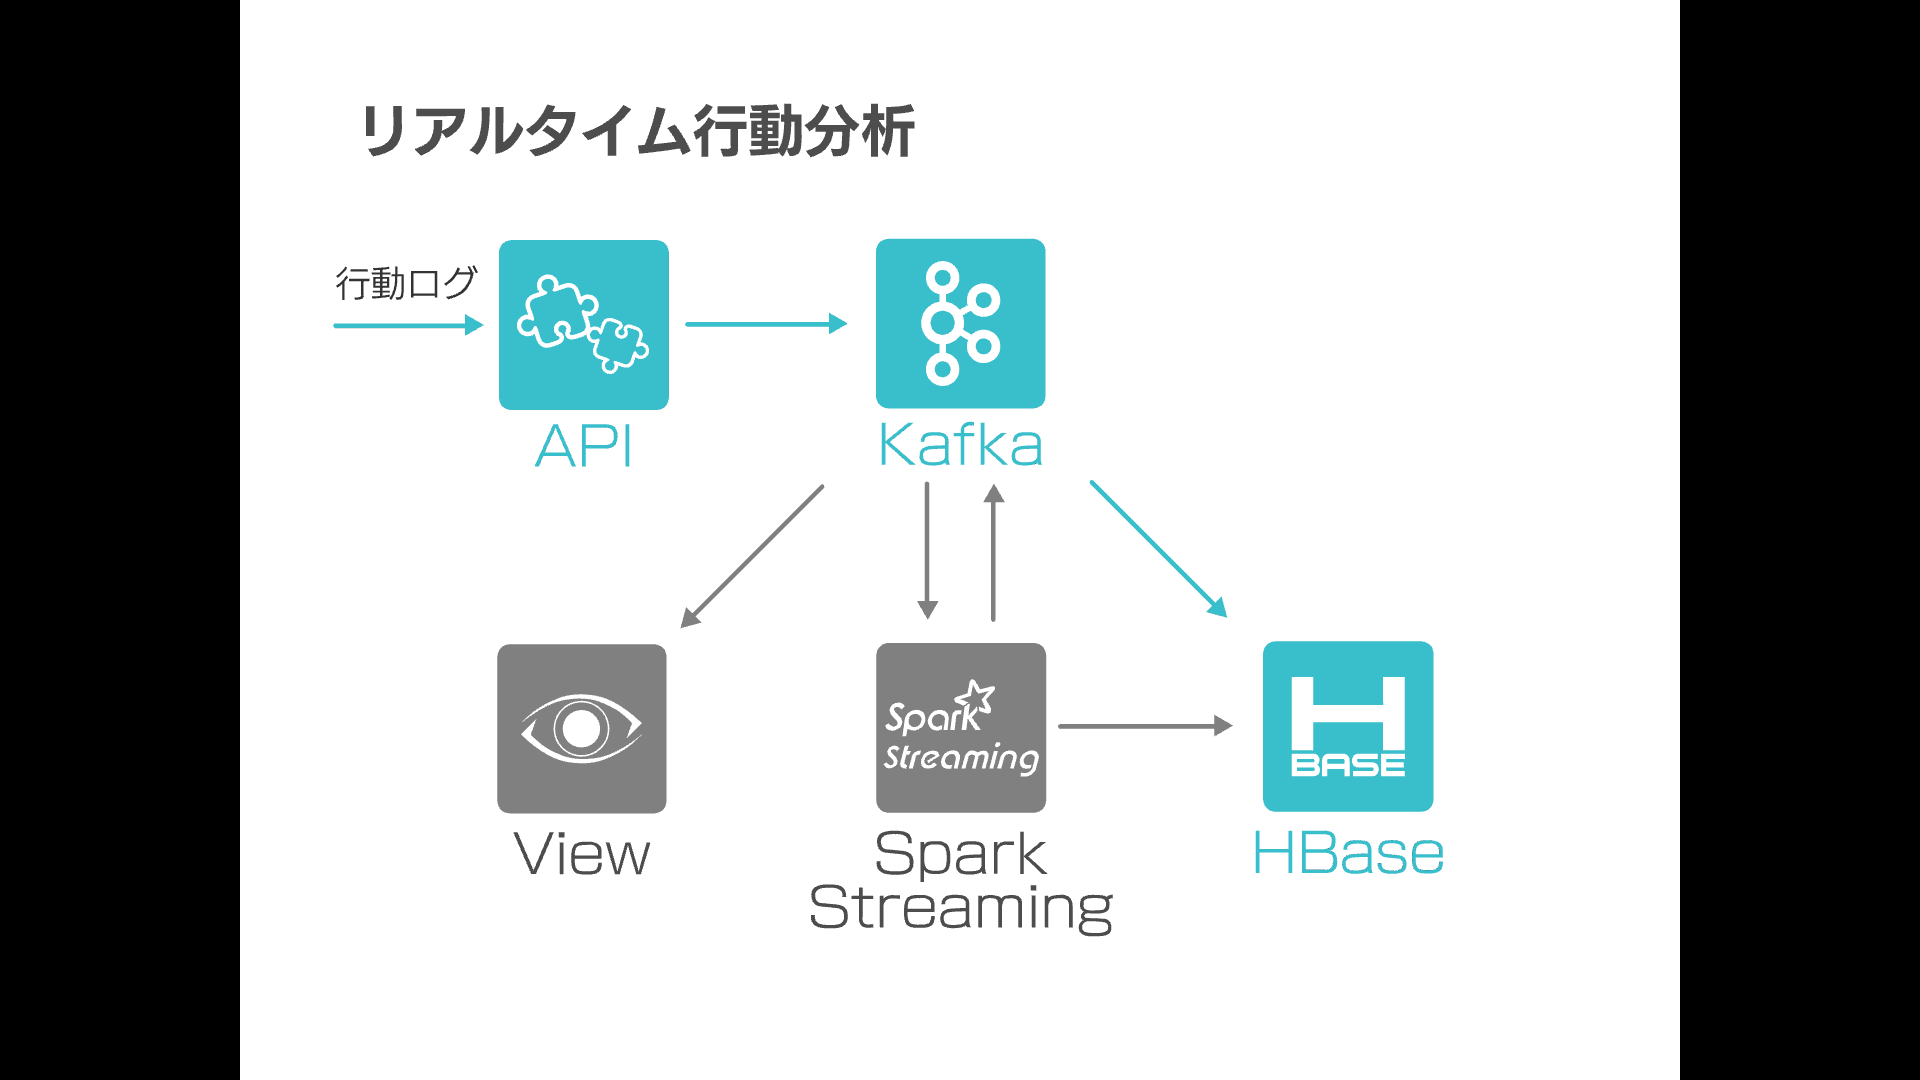 リアルタイム行動分析
行動ログ
API
Kafka
Spark
Streaming
H
BASE
View
Spark
Streaming
HBase